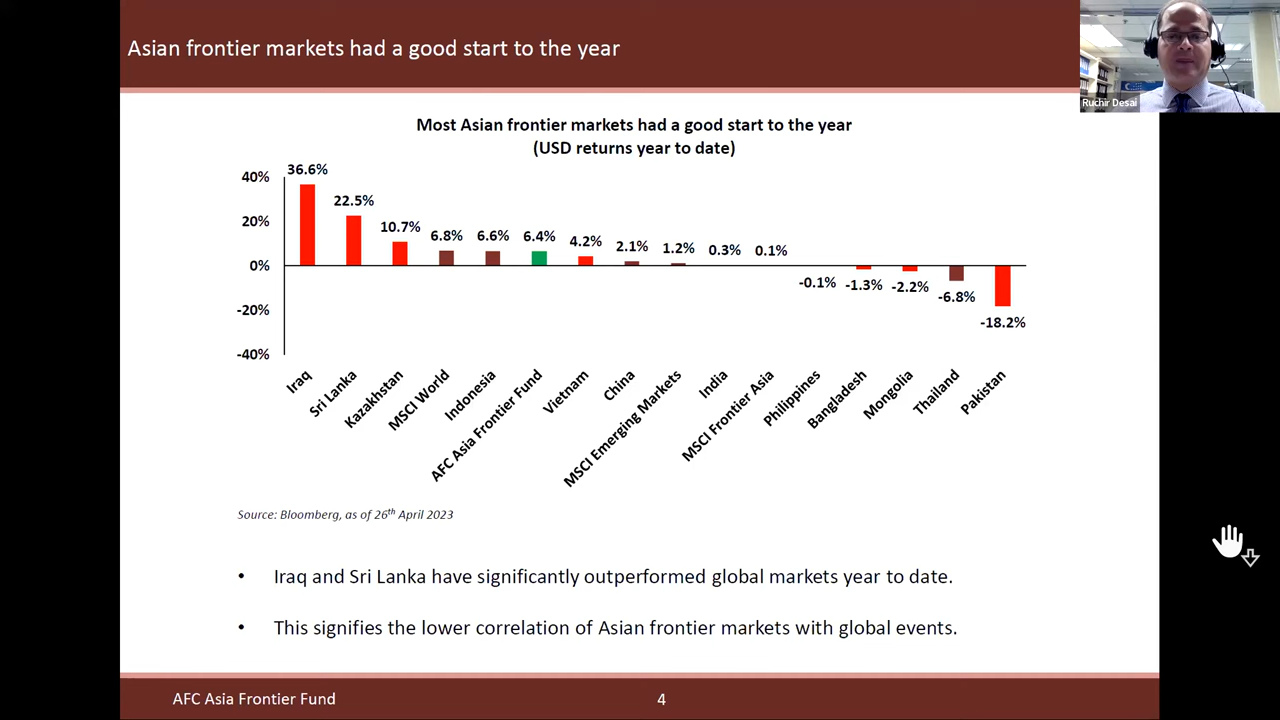 Asian frontier markets had a good start to the year
Ruchir Desai
Most Asian frontier markets had a good start to the year
(USD returns year to date)
40%
20%
0%
-20%
-40%
36.6%
22.5%
10.7%
6.8%
6.6%
6.4%
4.2%
2.1%
1.2%
0.3%
0.1%
-0.1%
-1.3%
-2.2%
-6.8%
-18.2%
Iraq
Sri Lanka
Kazakhstan
MSCI World
Indonesia
AFC Asia Frontier Fund
Vietnam
China
MSCI Emerging Markets
India
MSCI Frontier Asia
Philippines
Bangladesh
Mongolia
Thailand
Pakistan
Source: Bloomberg, as of 26th April 2023
• Iraq and Sri Lanka have significantly outperformed global markets year to date.
• This signifies the lower correlation of Asian frontier markets with global events.
AFC Asia Frontier Fund
4